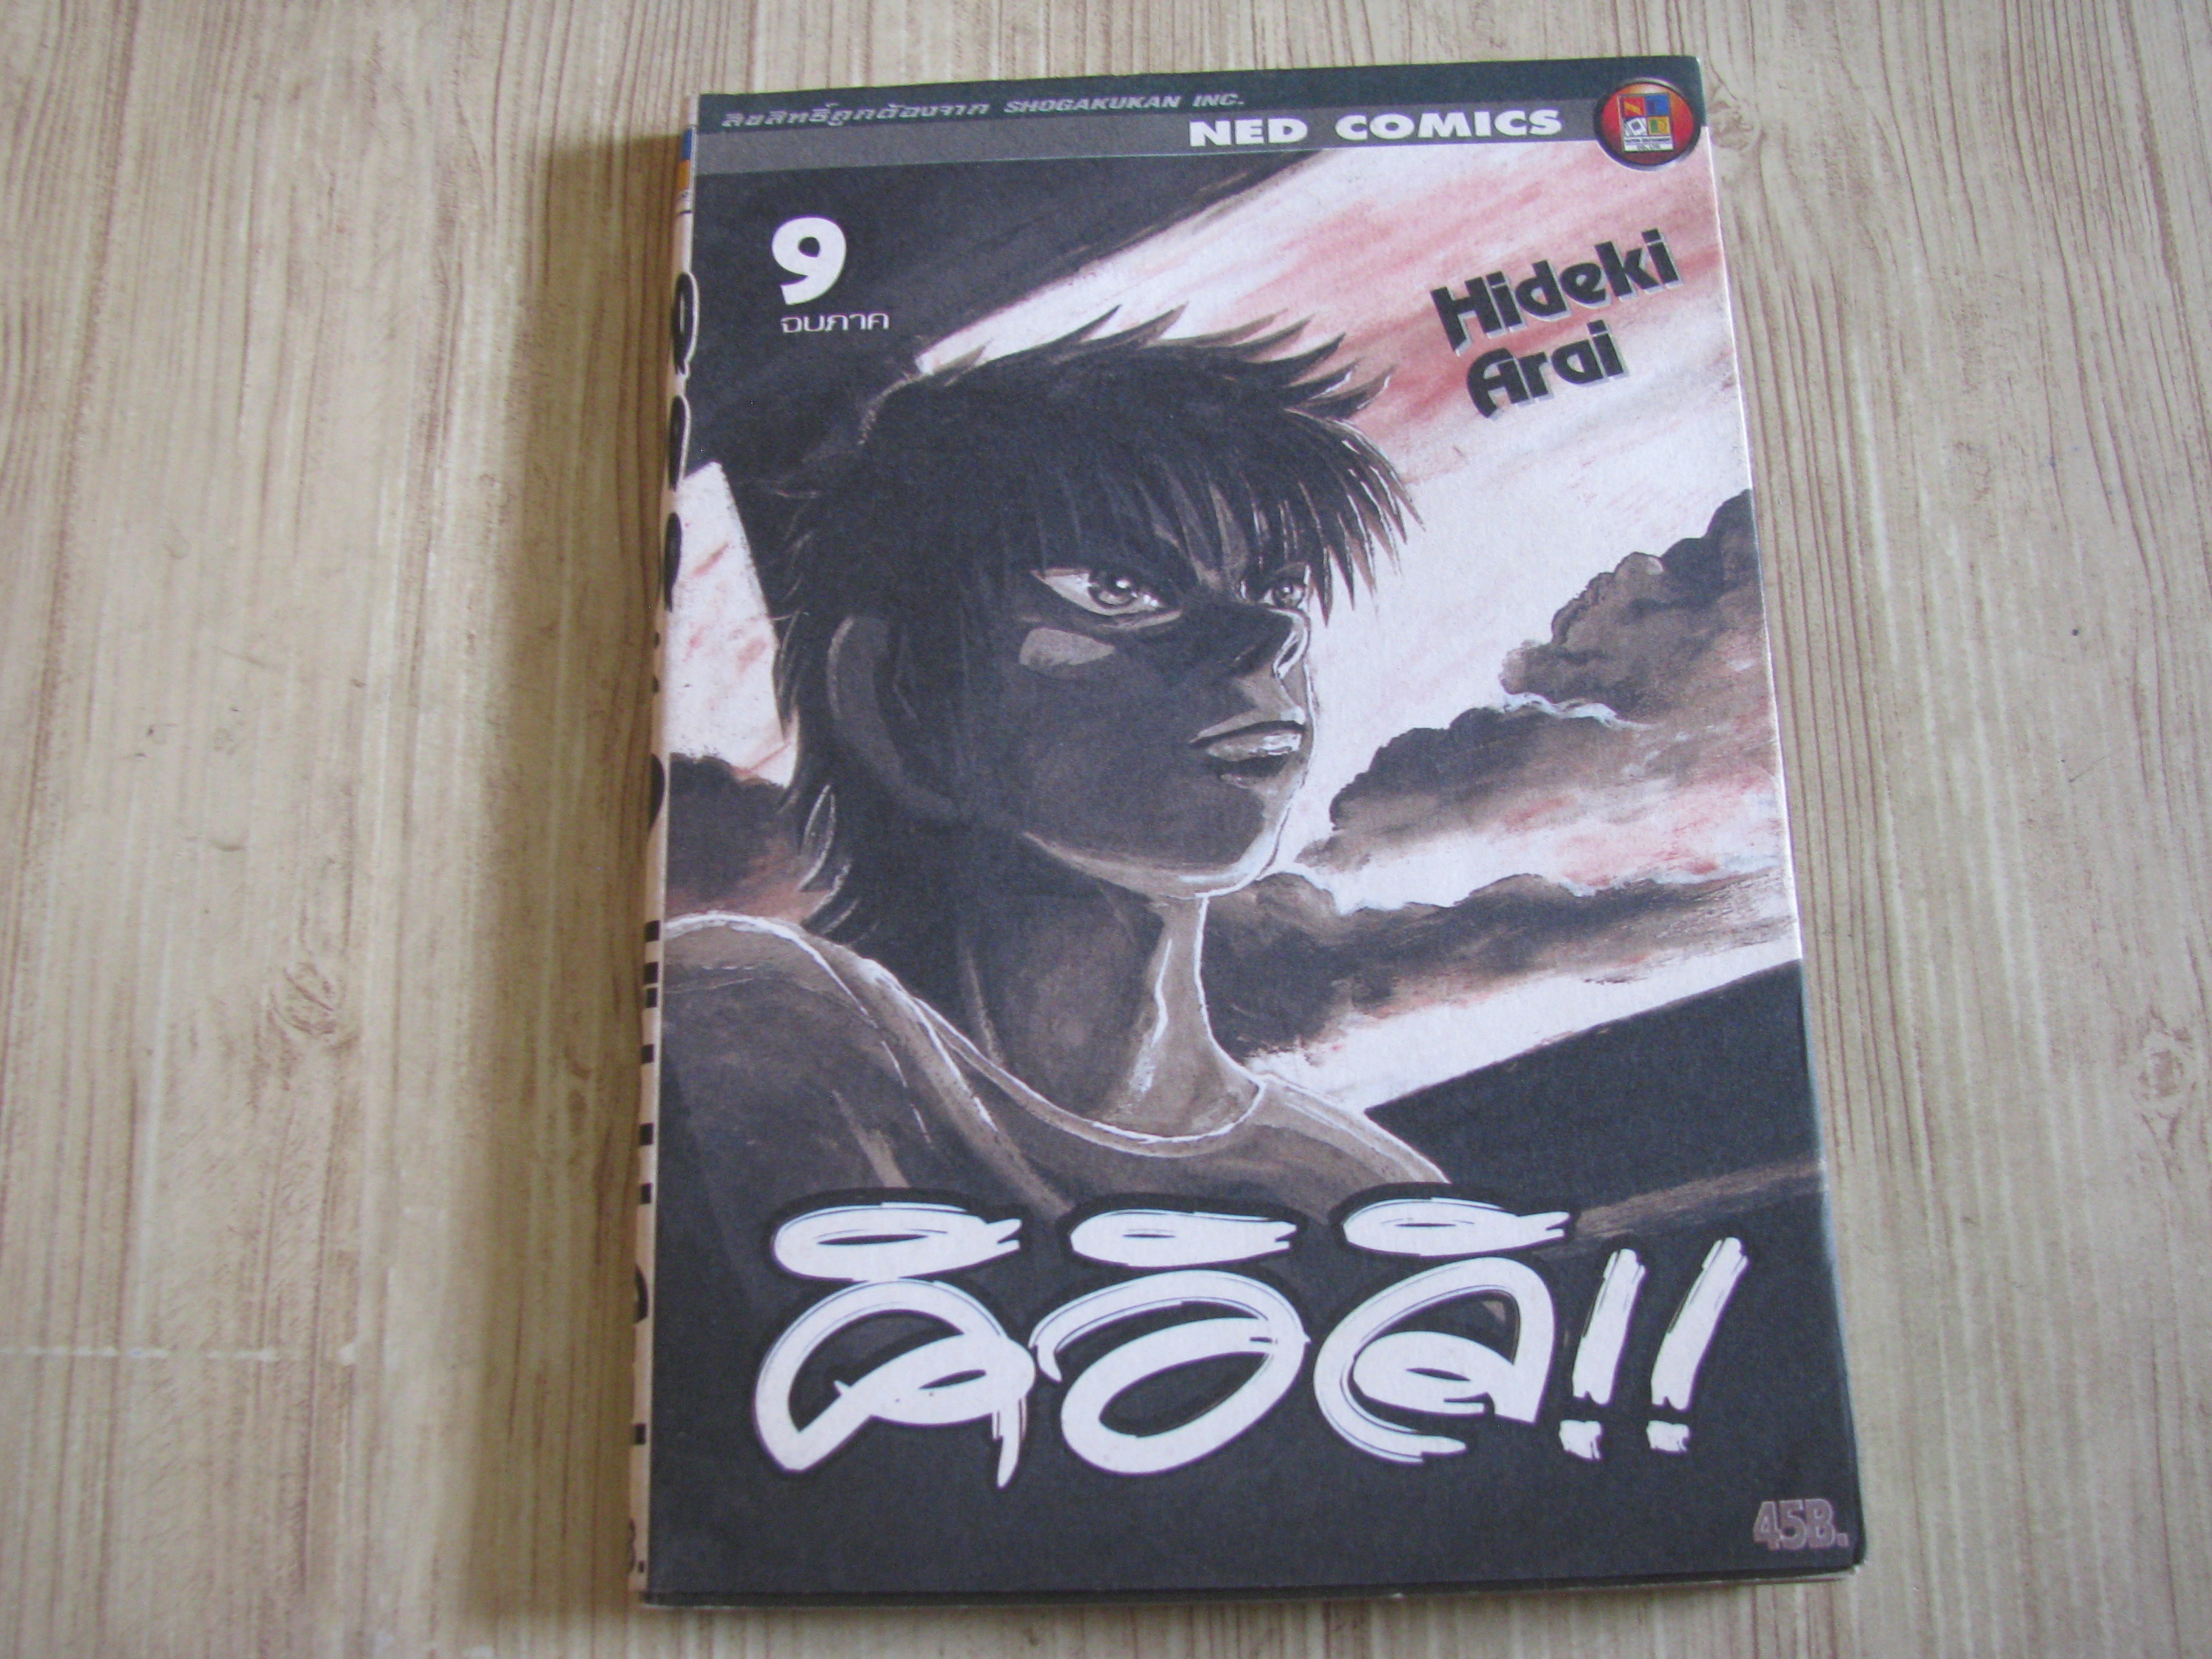 ลิขสิทธิ์ถูกต้องจาก SHOGAKUKAN INC.
NED COMICS
9
จบภาค
Hideki
Arai
คิอิลิ!!
45B.